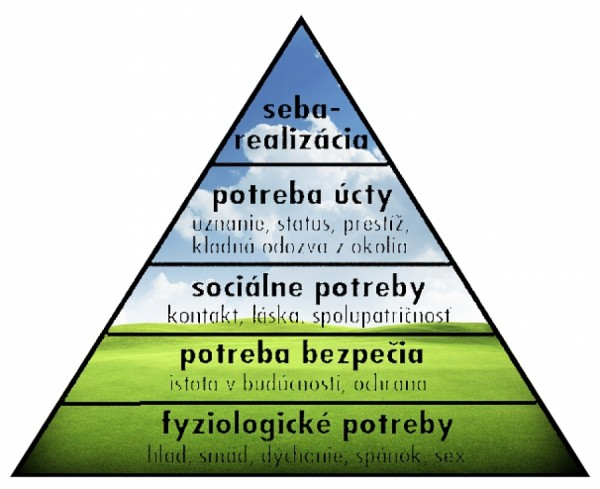 seba-
realizácia
potreba úcty
uznanie, status, prestíž,
kladná odozva z okolia
sociálne potreby
kontakt, láska, spolupatričnosť
potreba bezpečia
istota v budúcnosti, ochrana
fyziologické potreby
hlad, smäd, dýchanie, spánok, sex